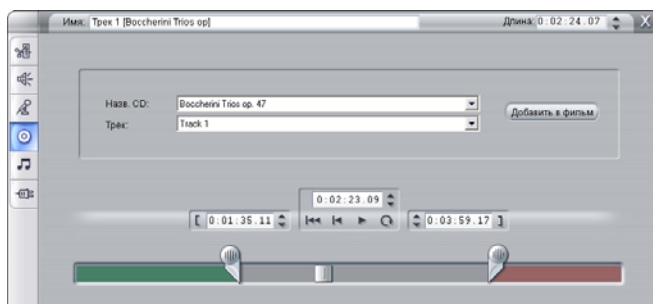 Имя: Трек 1 [Boccherini Trios op] Длина: 0:02:24.07 X
Назв. CD: Boccherini Trios op. 47
Добавить в фильм
Трек: Track 1
0:02:23.09
[ 0:01:35.11 0:03:59.17 ]